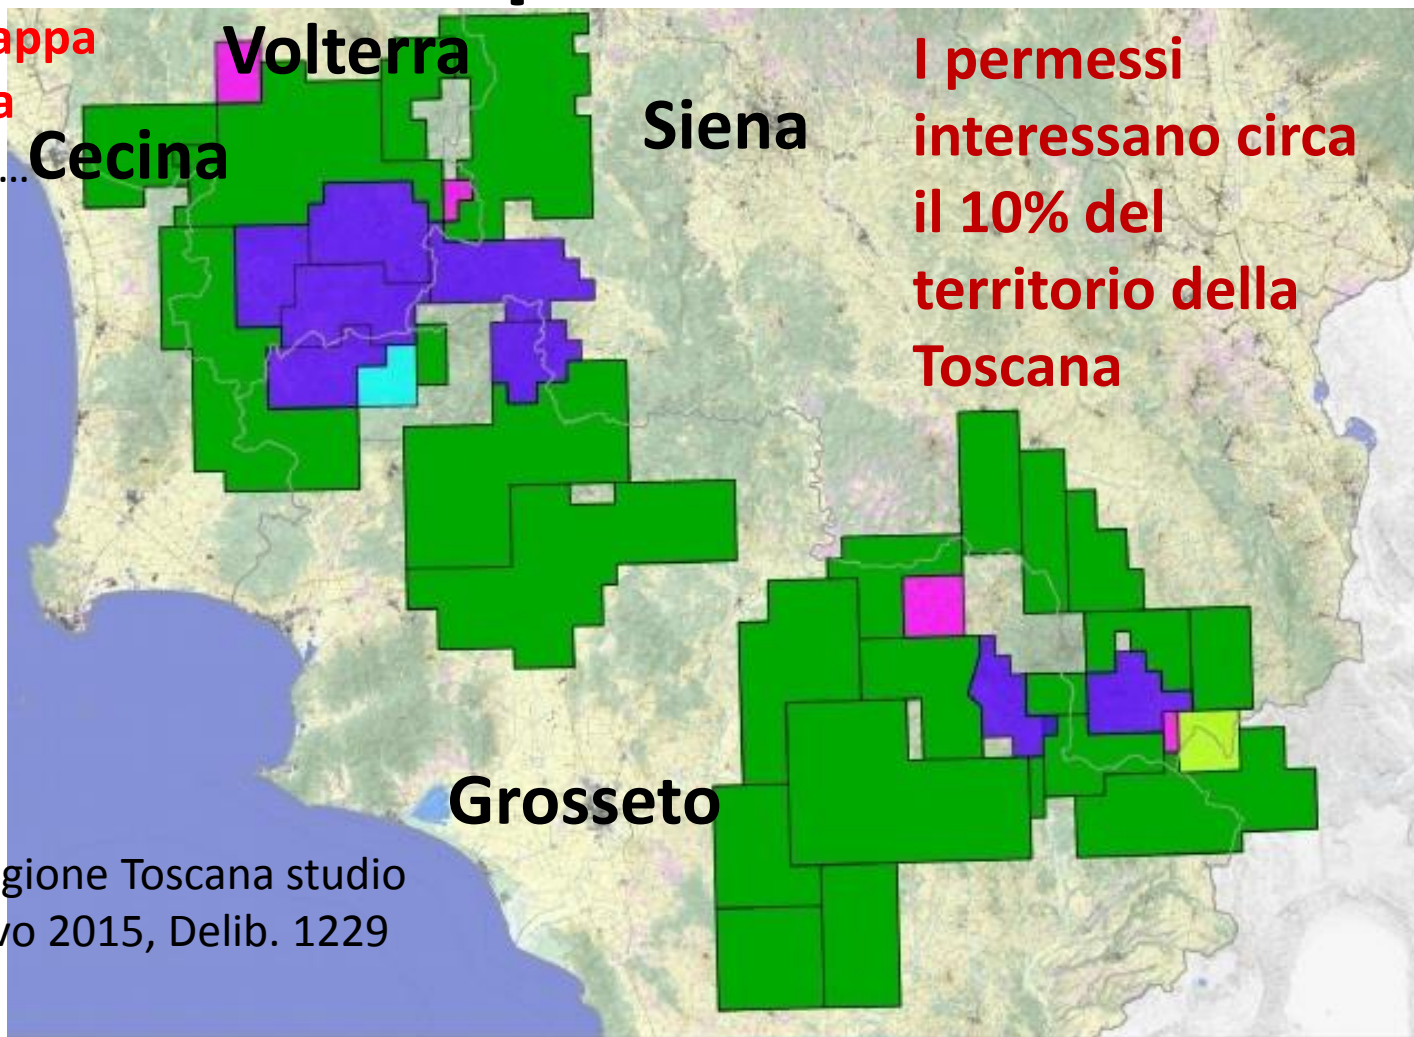 appa
Volterra
a
...Cecina
Siena
I permessi
interessano circa
il 10% del
territorio della
Toscana
Grosseto
gione Toscana studio
vo 2015, Delib. 1229